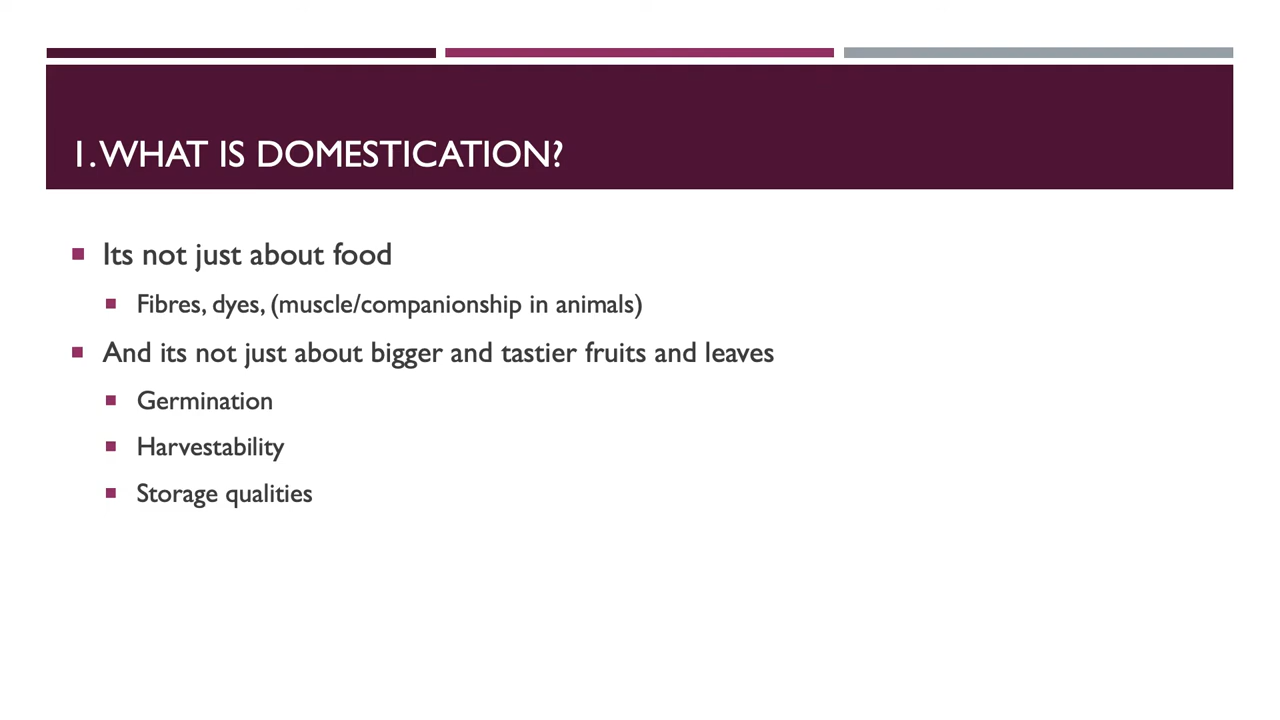 1. WHAT IS DOMESTICATION?
Its not just about food
Fibres, dyes, (muscle/companionship in animals)
And its not just about bigger and tastier fruits and leaves
Germination
Harvestability
Storage qualities